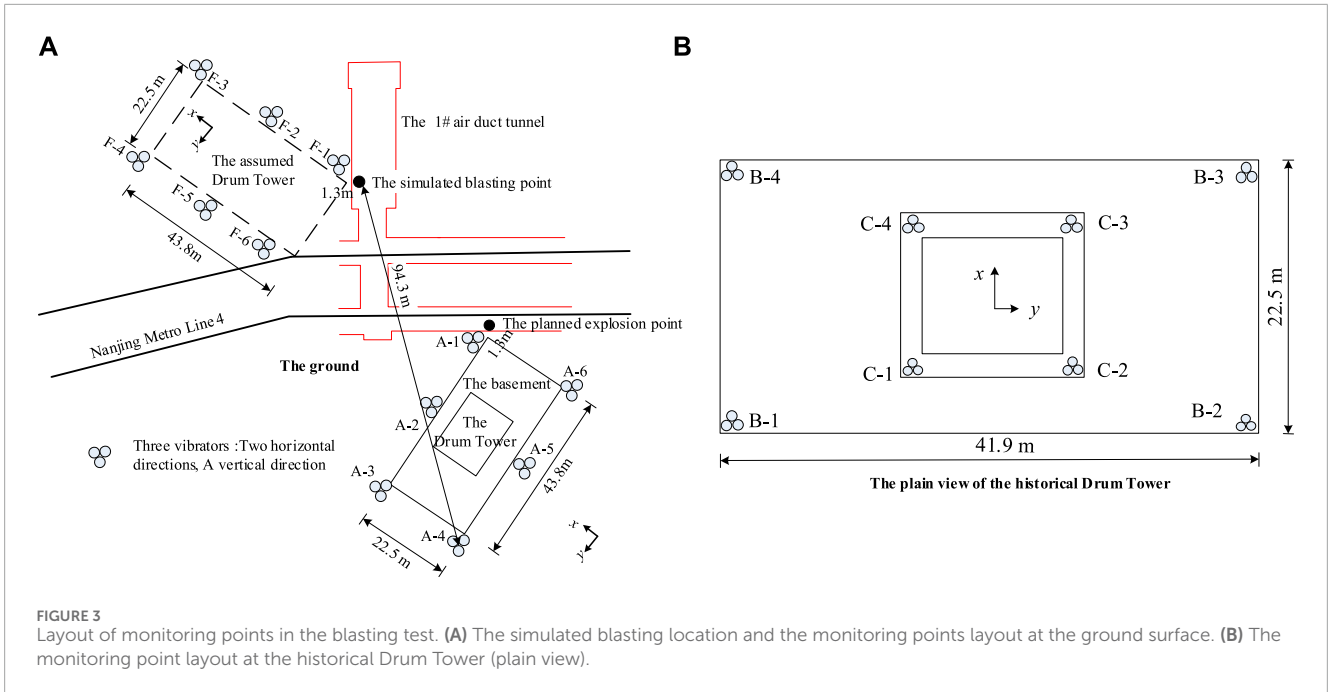 A
F-3
22.5 m
x
y
F-2
F-1
F-4
The assumed
Drum Tower
1.3m
F-5
F-6
43.8m
The 1# air duct tunnel
The simulated blasting point
94.3 m
Nanjing Metro Line 4
The planned explosion point
A-1
1.3m
The ground
The basement
A-6
A-2
The
Drum Tower
A-5
A-3
43.8m
A-4
22.5 m
x
y
Three vibrators :Two horizontal
directions, A vertical direction
B
B-4
B-3
C-4
C-3
x
y
22.5 m
C-1
C-2
B-1
B-2
41.9 m
The plain view of the historical Drum Tower
FIGURE 3
Layout of monitoring points in the blasting test. (A) The simulated blasting location and the monitoring points layout at the ground surface. (B) The
monitoring point layout at the historical Drum Tower (plain view).